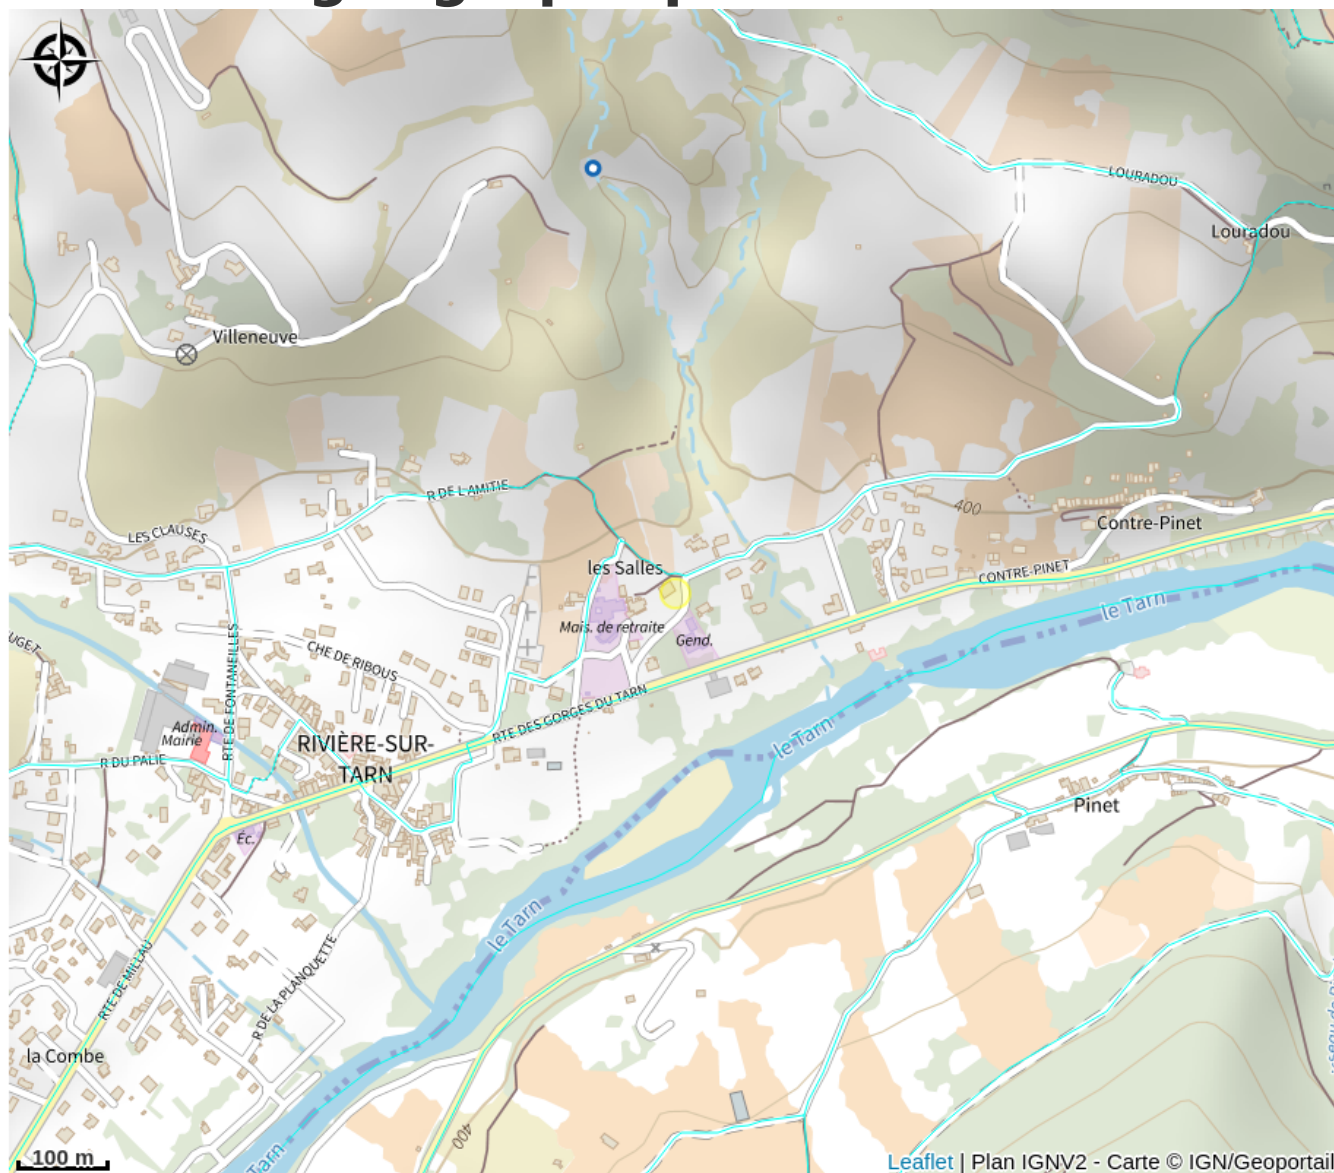 LOURADOU
Louradou
Villeneuve
R DE L'AMITIE
400
Contre-Pinet
LES CLAUSES
les Salles
CONTRE-PINET
le Tarn
Mais. de retraite
Gend.
CHE DE RIBOUS
RTE DE FONTANEILLES
RTE DES GORGES DU TARN
Admin.
Mairie
RIVIÈRE-SUR-
TARN
le Tarn
R DU PALIE
Pinet
Éc.
le Tarn
RTE DE MILLAU
R DE LA PLANQUETTE
la Combe
400
Tarn
100 m
Leaflet | Plan IGNV2 - Carte © IGN/Geoportail